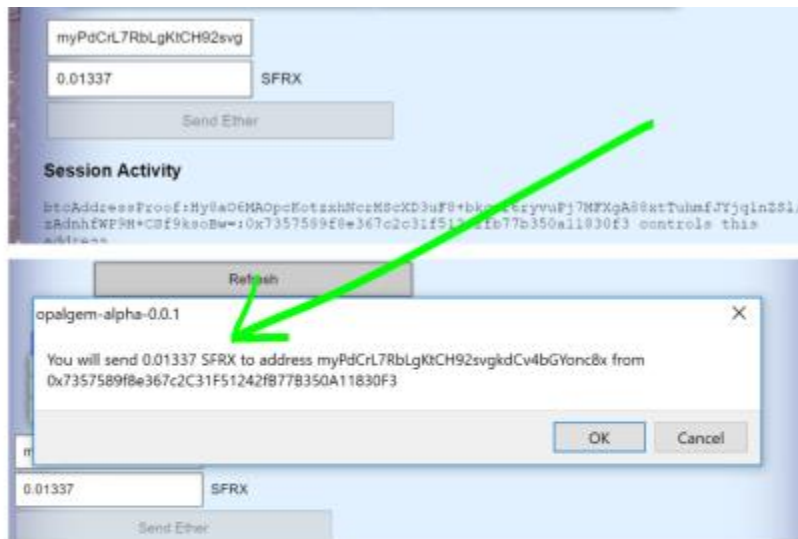 myPdCrL7RbLgKtCH92svg
0.01337 SFRX
Send Ether
Session Activity
controls this
address
Refresh
opalgem-alpha-0.0.1
You will send 0.01337 SFRX to address myPdCrL7RbLgKtCH92svgkdCv4bGYonc8x from
0x7357589f8e367c2C31F51242fB77B350A11830F3
OK Cancel
0.01337 SFRX
Send Ether